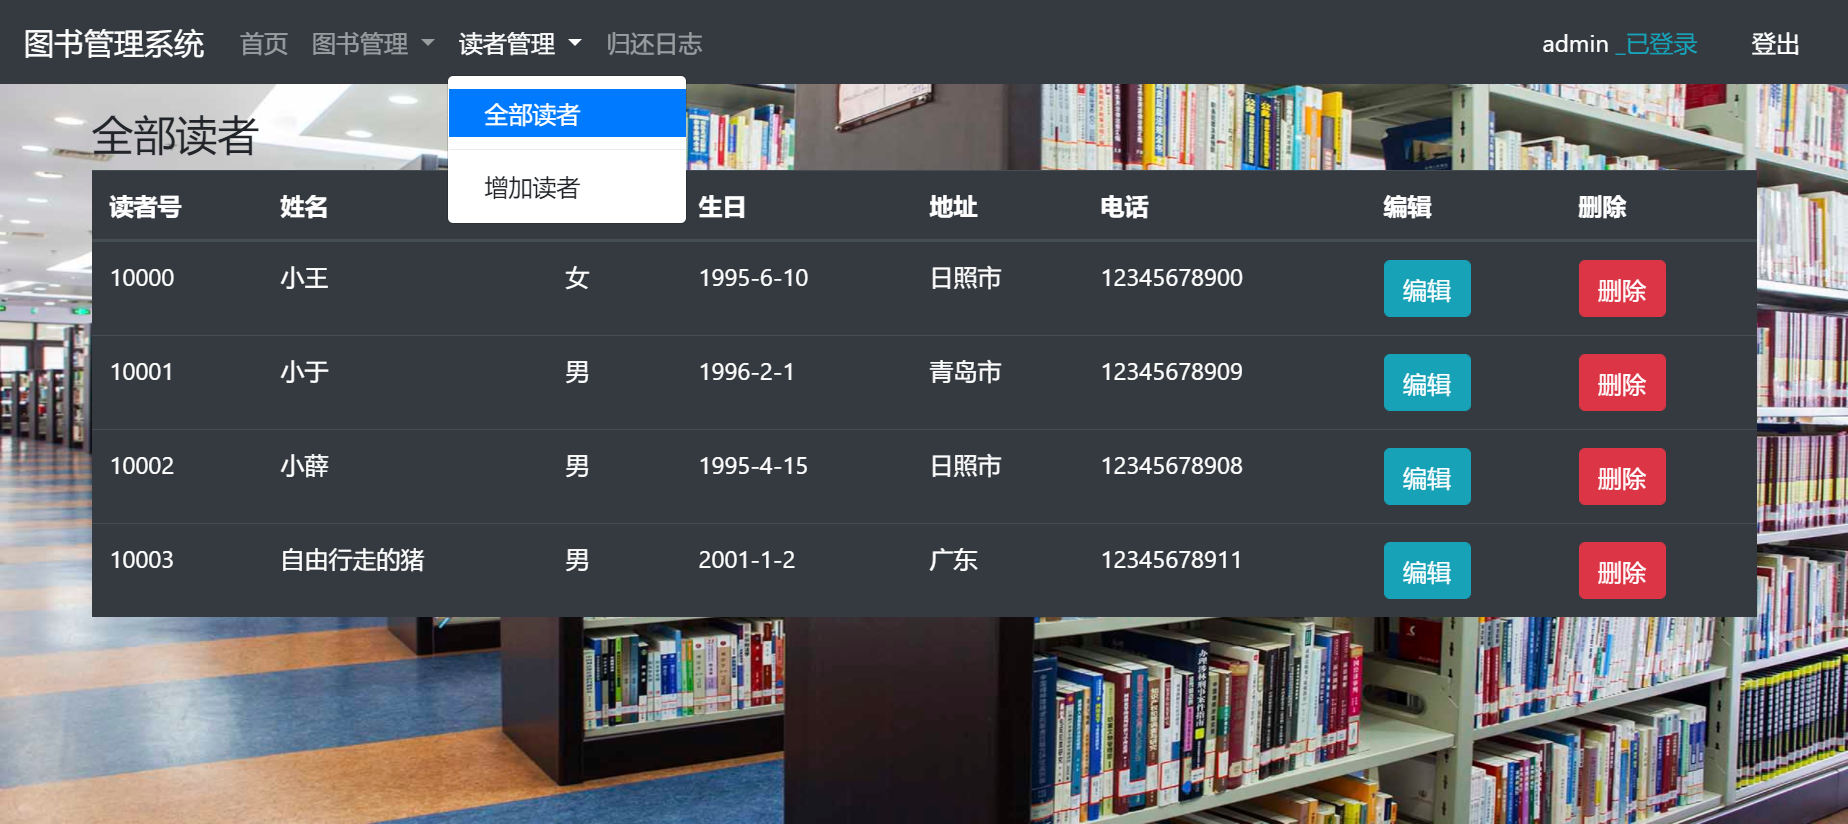 图书管理系统 首页 图书管理 读者管理 归还日志 admin _已登录 登出
全部读者
全部读者
增加读者
读者号 姓名 生日 地址 电话 编辑 删除
10000 小王 女 1995-6-10 日照市 12345678900 编辑 删除
10001 小于 男 1996-2-1 青岛市 12345678909 编辑 删除
10002 小薛 男 1995-4-15 日照市 12345678908 编辑 删除
10003 自由行走的猪 男 2001-1-2 广东 12345678911 编辑 删除